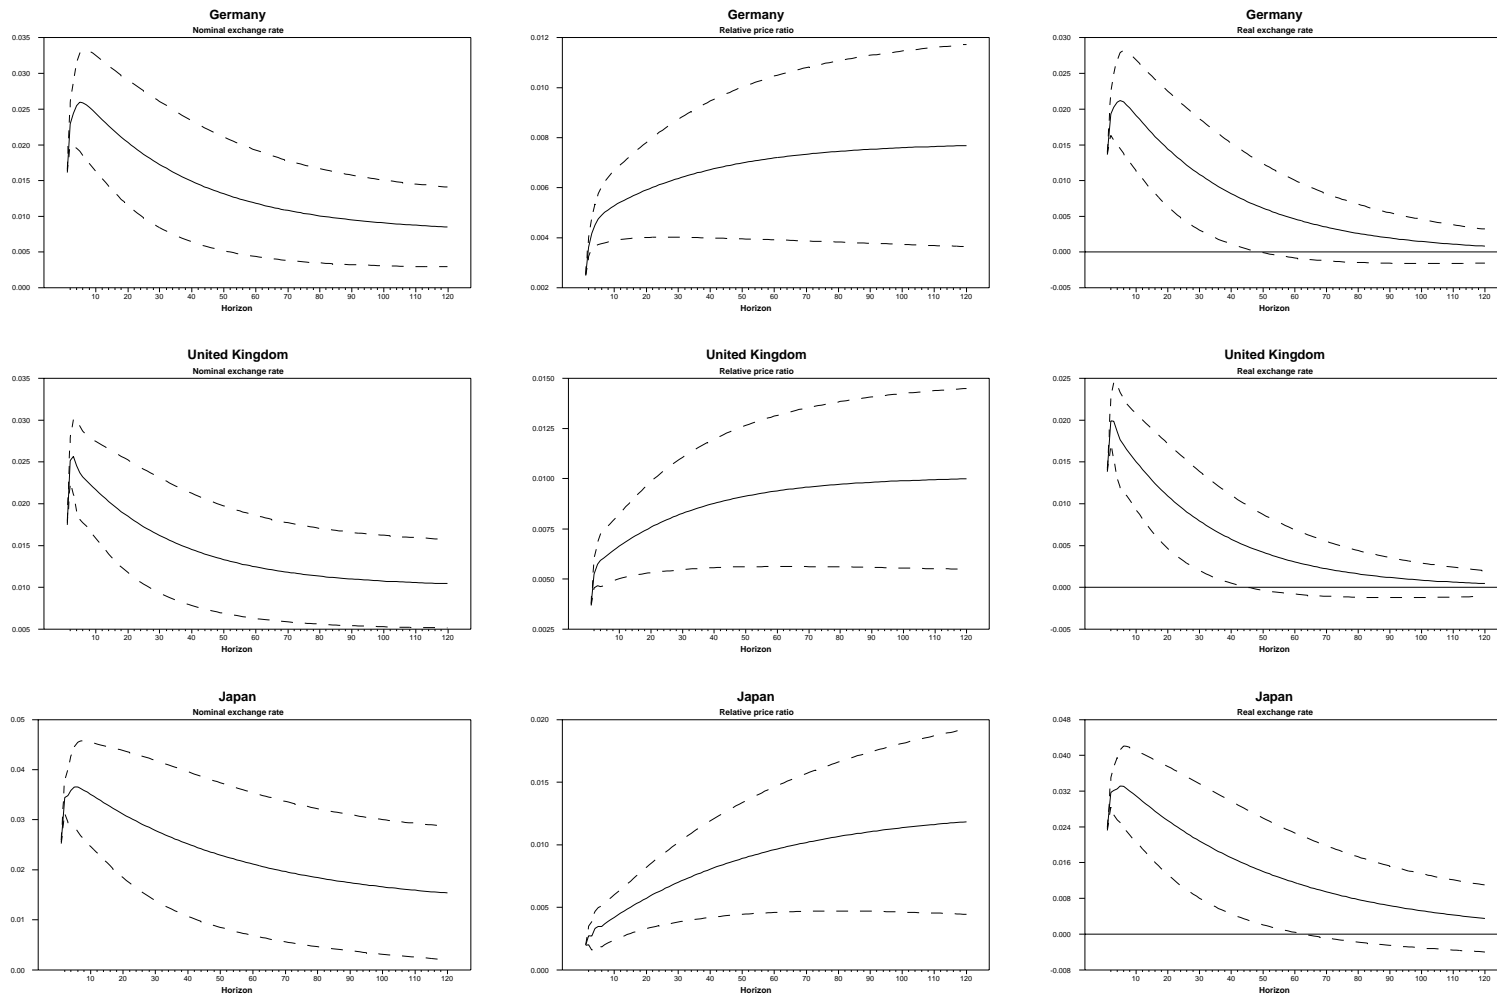 Germany
Nominal exchange rate
0.035
0.030
0.025
0.020
0.015
0.010
0.005
0.000
10 20 30 40 50 60 70 80 90 100 110 120
Horizon
Germany
Relative price ratio
0.012
0.010
0.008
0.006
0.004
0.002
10 20 30 40 50 60 70 80 90 100 110 120
Horizon
Germany
Real exchange rate
0.030
0.025
0.020
0.015
0.010
0.005
0.000
-0.005
10 20 30 40 50 60 70 80 90 100 110 120
Horizon
United Kingdom
Nominal exchange rate
0.035
0.030
0.025
0.020
0.015
0.010
0.005
10 20 30 40 50 60 70 80 90 100 110 120
Horizon
United Kingdom
Relative price ratio
0.0150
0.0125
0.0100
0.0075
0.0050
0.0025
10 20 30 40 50 60 70 80 90 100 110 120
Horizon
United Kingdom
Real exchange rate
0.025
0.020
0.015
0.010
0.005
0.000
-0.005
10 20 30 40 50 60 70 80 90 100 110 120
Horizon
Japan
Nominal exchange rate
0.05
0.04
0.03
0.02
0.01
0.00
10 20 30 40 50 60 70 80 90 100 110 120
Horizon
Japan
Relative price ratio
0.020
0.015
0.010
0.005
0.000
10 20 30 40 50 60 70 80 90 100 110 120
Horizon
Japan
Real exchange rate
0.048
0.040
0.032
0.024
0.016
0.008
0.000
-0.008
10 20 30 40 50 60 70 80 90 100 110 120
Horizon